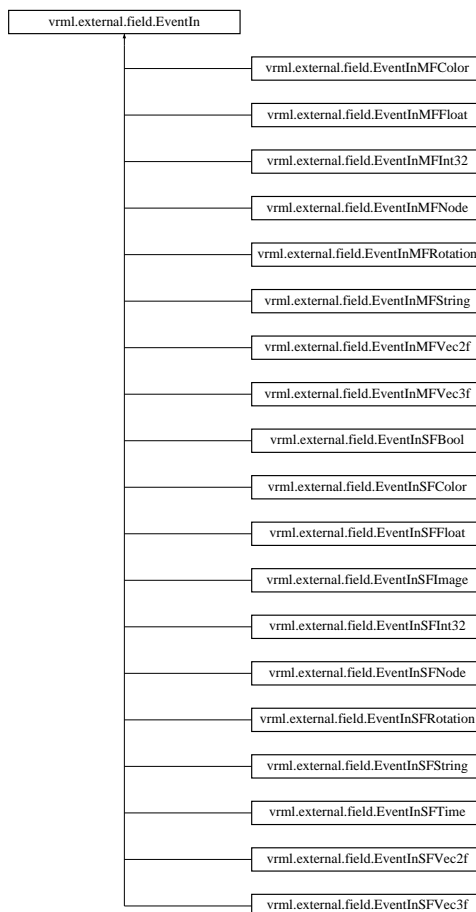 vrml.external.field.EventIn
vrml.external.field.EventInMFColor
vrml.external.field.EventInMFFloat
vrml.external.field.EventInMFInt32
vrml.external.field.EventInMFNode
vrml.external.field.EventInMFRotation
vrml.external.field.EventInMFString
vrml.external.field.EventInMFVec2f
vrml.external.field.EventInMFVec3f
vrml.external.field.EventInSFBool
vrml.external.field.EventInSFColor
vrml.external.field.EventInSFFloat
vrml.external.field.EventInSFImage
vrml.external.field.EventInSFInt32
vrml.external.field.EventInSFNode
vrml.external.field.EventInSFRotation
vrml.external.field.EventInSFString
vrml.external.field.EventInSFTime
vrml.external.field.EventInSFVec2f
vrml.external.field.EventInSFVec3f